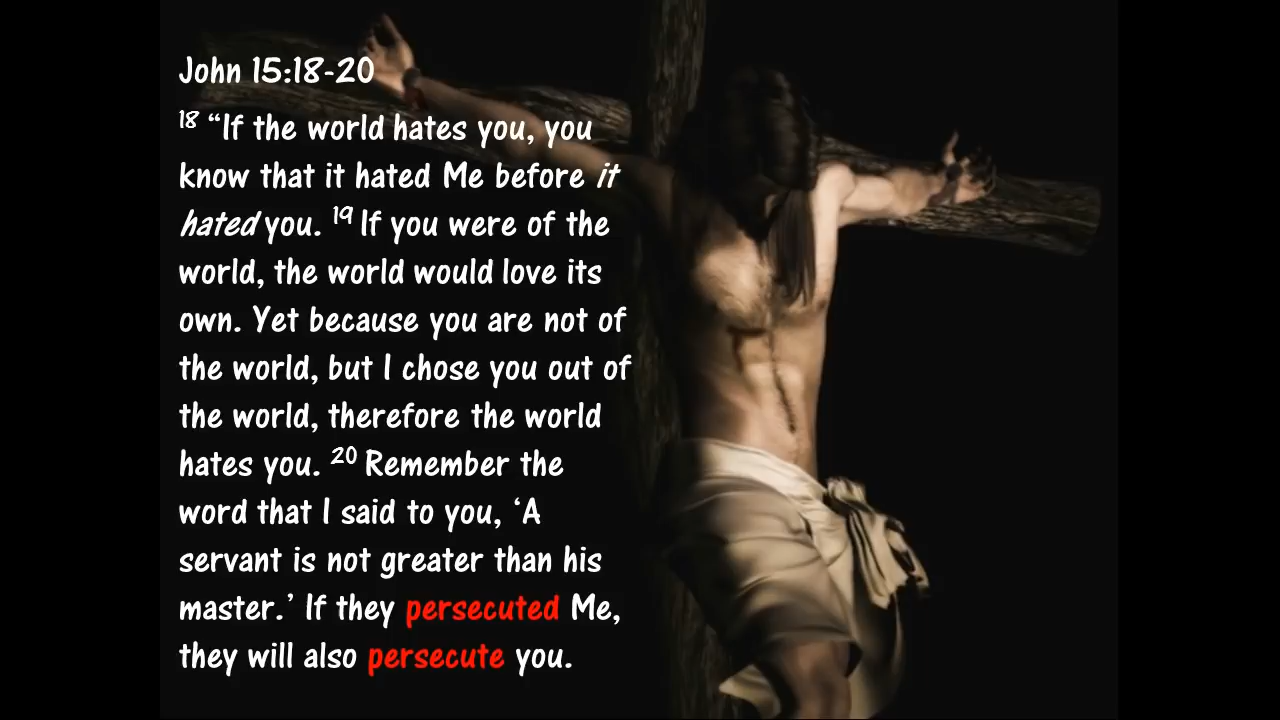 John 15:18-20
18 “If the world hates you, you
know that it hated Me before it
hated you. 19 If you were of the
world, the world would love its
own. Yet because you are not of
the world, but I chose you out of
the world, therefore the world
hates you. 20 Remember the
word that I said to you, ‘A
servant is not greater than his
master.’ If they persecuted Me,
they will also persecute you.